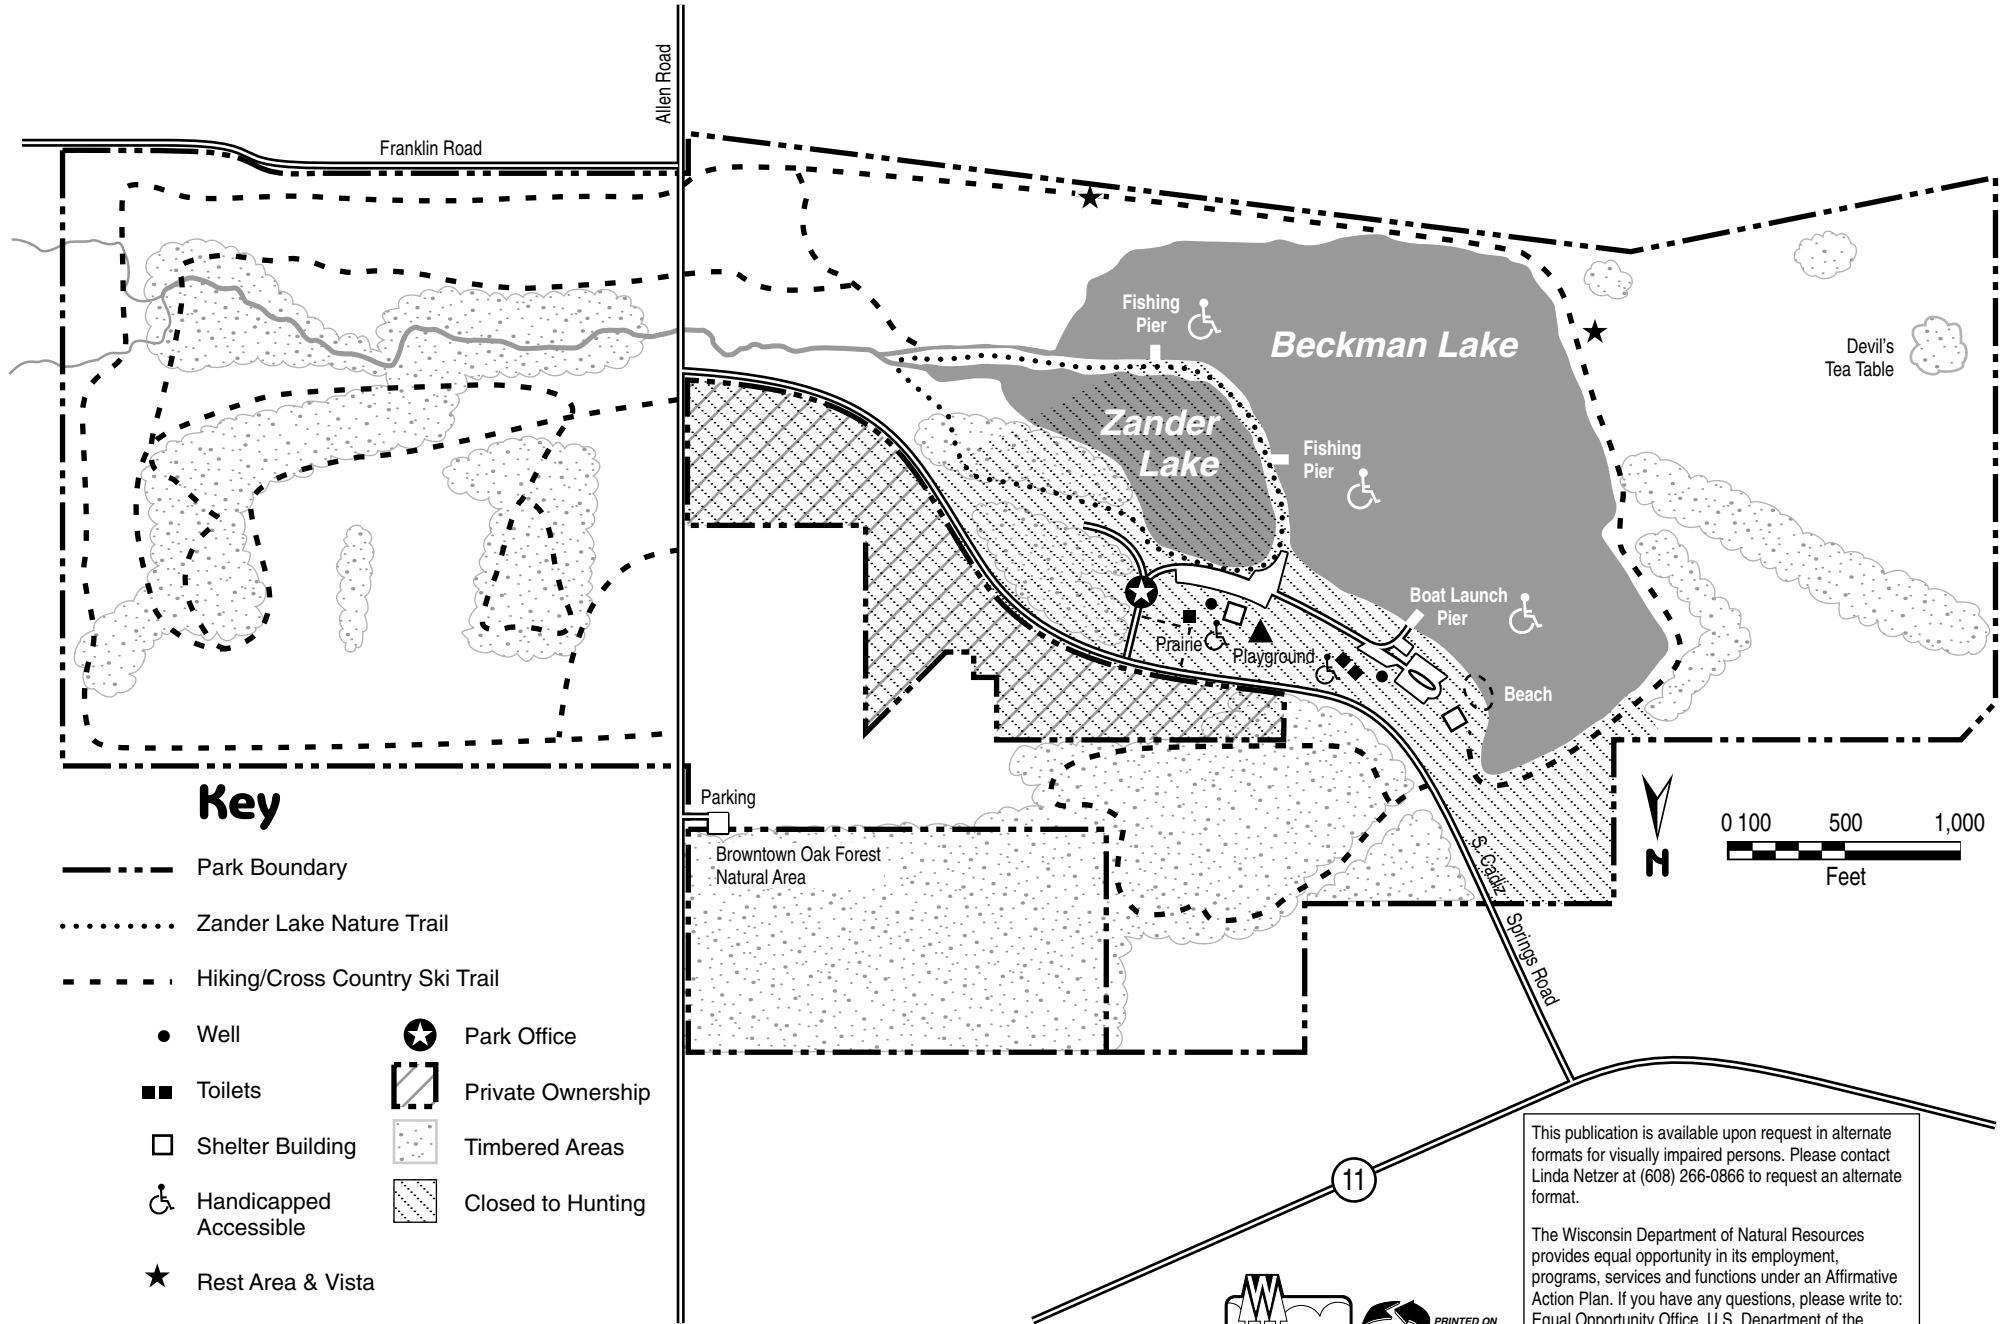 Allen Road
Franklin Road
Fishing
Pier
Beckman Lake
Devil's
Tea Table
Zander
Lake
Fishing
Pier
Boat Launch
Pier
Prairie
Playground
Beach
Parking
Browntown Oak Forest
Natural Area
S. Cadiz
Springs Road
N
0 100 500 1,000
Feet
11
Key
Park Boundary
Zander Lake Nature Trail
Hiking/Cross Country Ski Trail
Well
Toilets
Shelter Building
Handicapped
Accessible
Rest Area & Vista
Park Office
Private Ownership
Timbered Areas
Closed to Hunting
This publication is available upon request in alternate
formats for visually impaired persons. Please contact
Linda Netzer at (608) 266-0866 to request an alternate
format.
The Wisconsin Department of Natural Resources
provides equal opportunity in its employment,
programs, services and functions under an Affirmative
Action Plan. If you have any questions, please write to:
Equal Opportunity Office, U.S. Department of the
W
PRINTED ON